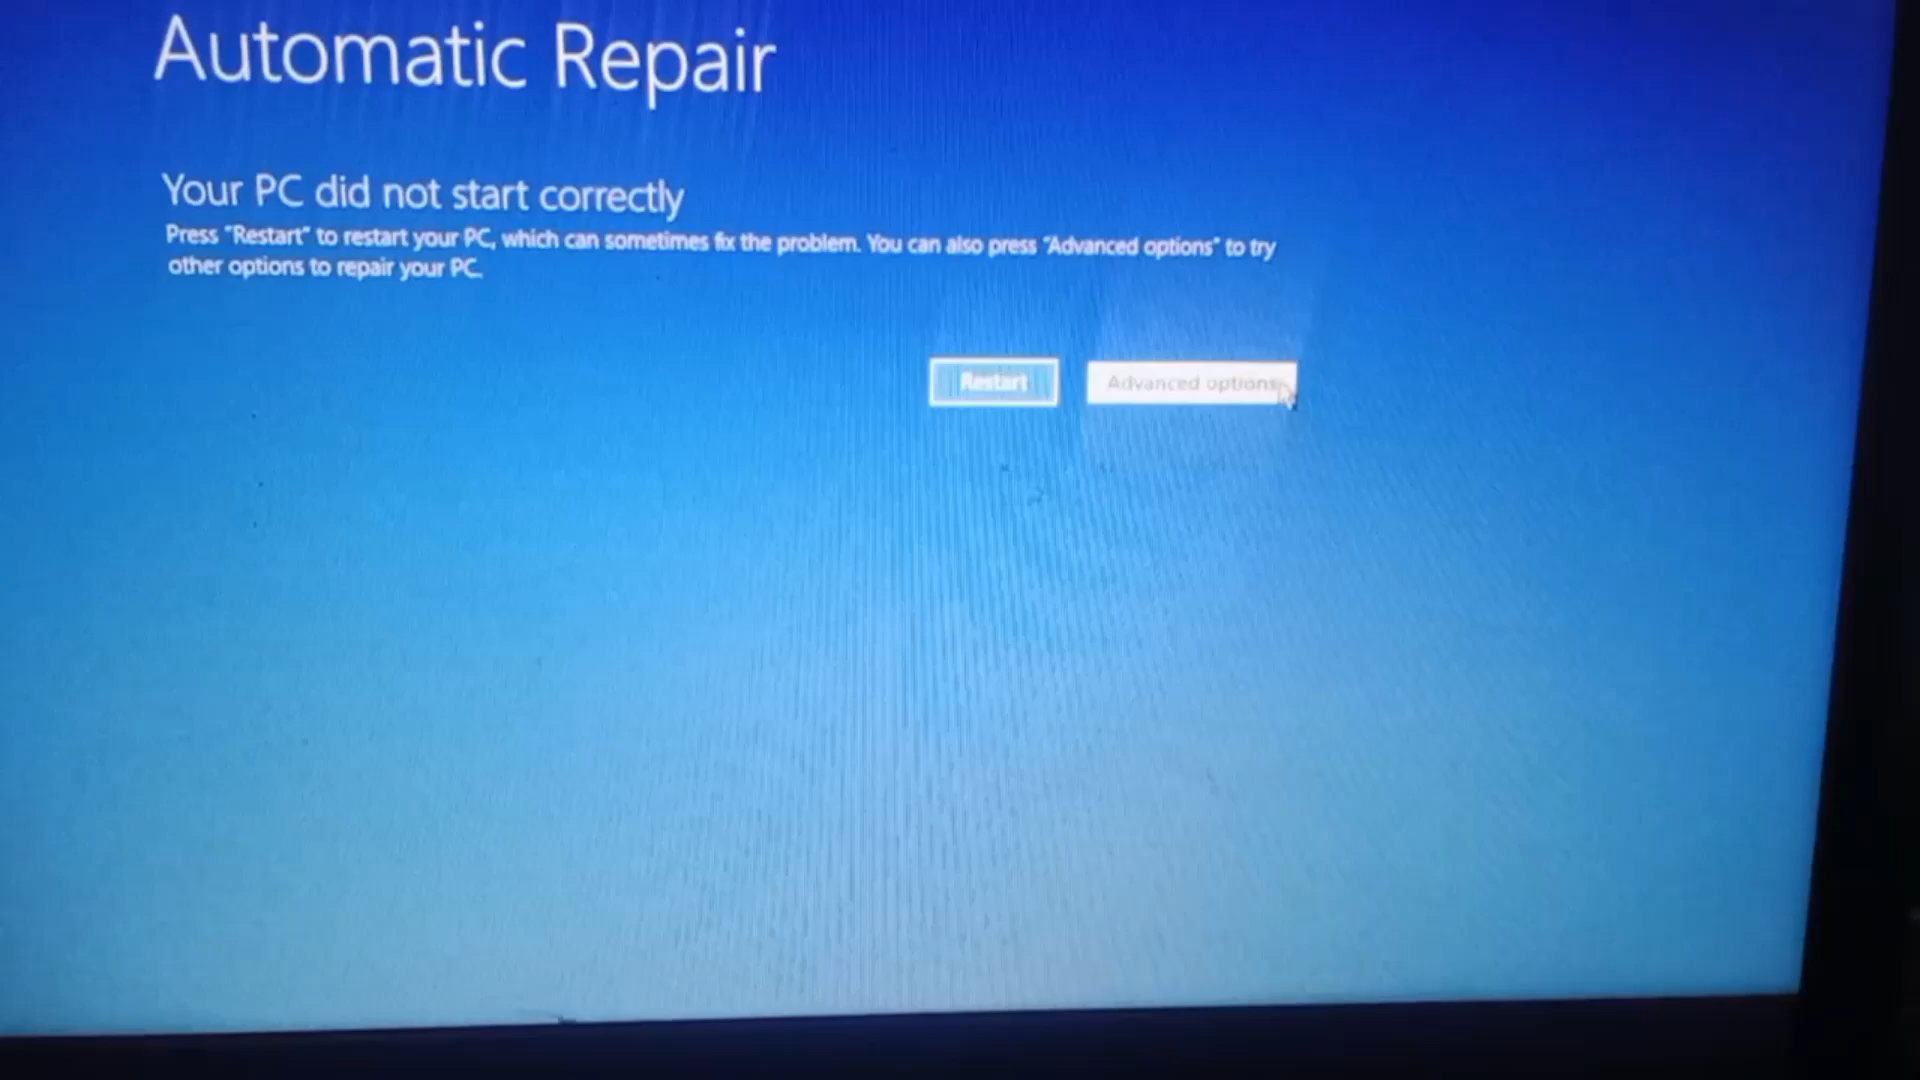 Automatic Repair
Your PC did not start correctly
Press "Restart" to restart your PC, which can sometimes fix the problem. You can also press "Advanced options" to try
other options to repair your PC.
Restart
Advanced options